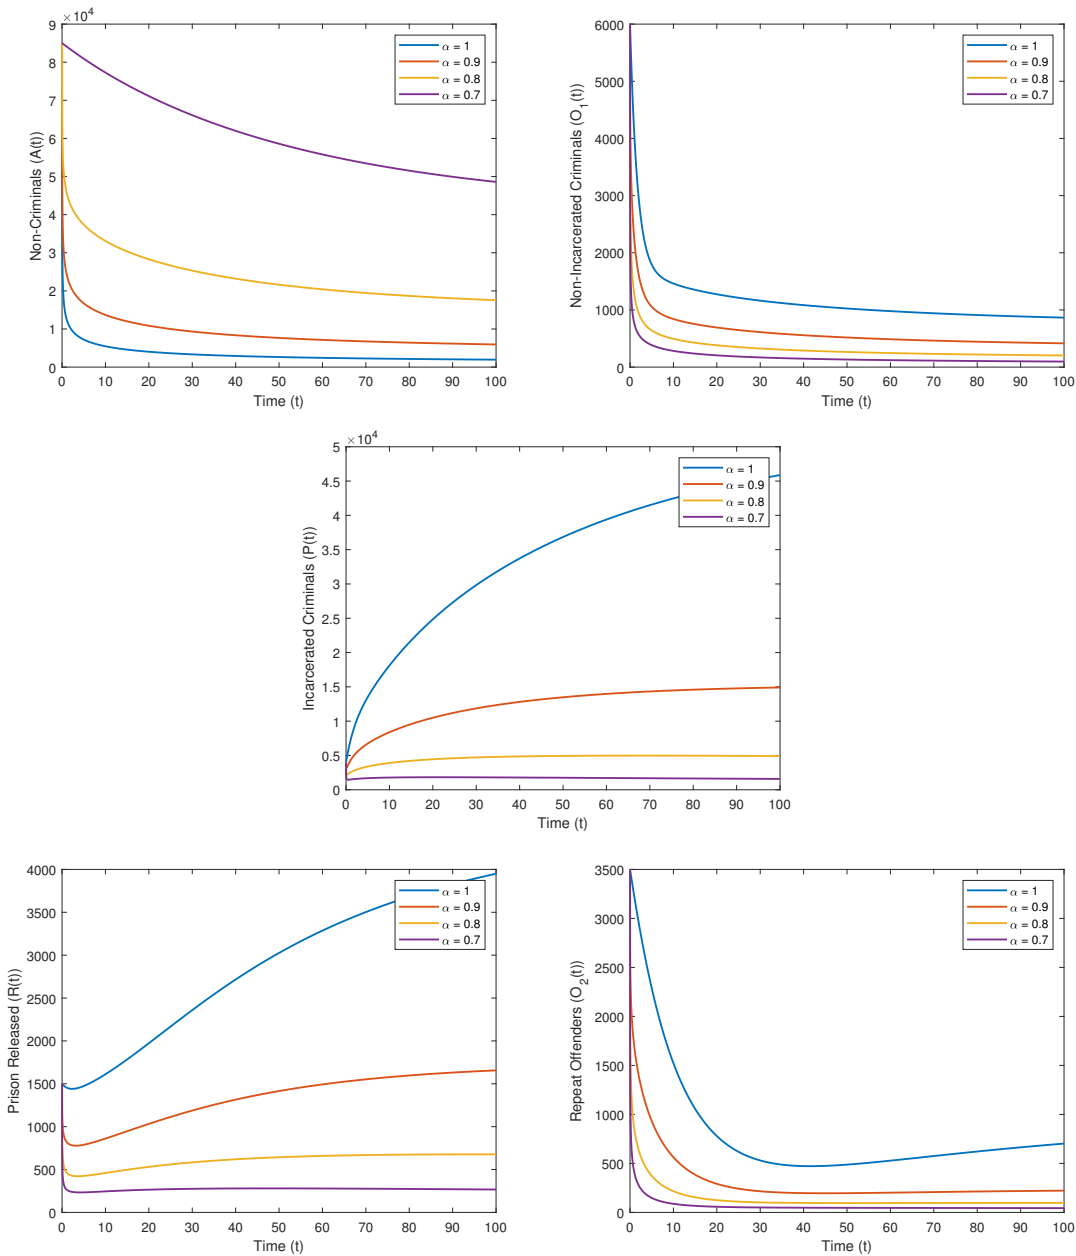 ×10⁴
9
8
7
6
5
4
3
2
1
0
Non-Criminals (A(t))
0 10 20 30 40 50 60 70 80 90 100
Time (t)
α = 1
α = 0.9
α = 0.8
α = 0.7
6000
5000
4000
3000
2000
1000
0
Non-Incarcerated Criminals (O₁(t))
0 10 20 30 40 50 60 70 80 90 100
Time (t)
α = 1
α = 0.9
α = 0.8
α = 0.7
×10⁴
5
4.5
4
3.5
3
2.5
2
1.5
1
0.5
0
Incarcerated Criminals (P(t))
0 10 20 30 40 50 60 70 80 90 100
Time (t)
α = 1
α = 0.9
α = 0.8
α = 0.7
4000
3500
3000
2500
2000
1500
1000
500
0
Prison Released (R(t))
0 10 20 30 40 50 60 70 80 90 100
Time (t)
α = 1
α = 0.9
α = 0.8
α = 0.7
3500
3000
2500
2000
1500
1000
500
0
Repeat Offenders (O₂(t))
0 10 20 30 40 50 60 70 80 90 100
Time (t)
α = 1
α = 0.9
α = 0.8
α = 0.7